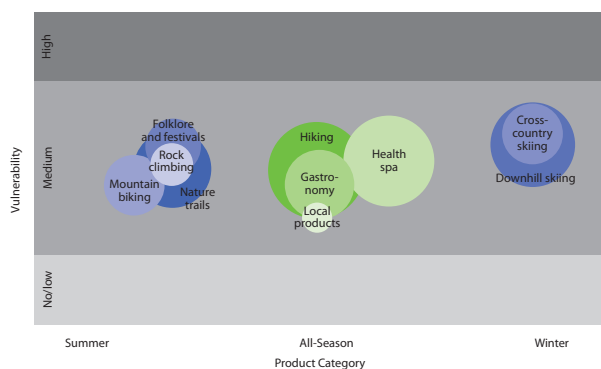 High
Vulnerability
Medium
No/low
Folklore
and festivals
Rock
climbing
Mountain
biking
Nature
trails
Hiking
Gastro-
nomy
Local
products
Health
spa
Cross-
country
skiing
Downhill skiing
Summer
All-Season
Winter
Product Category